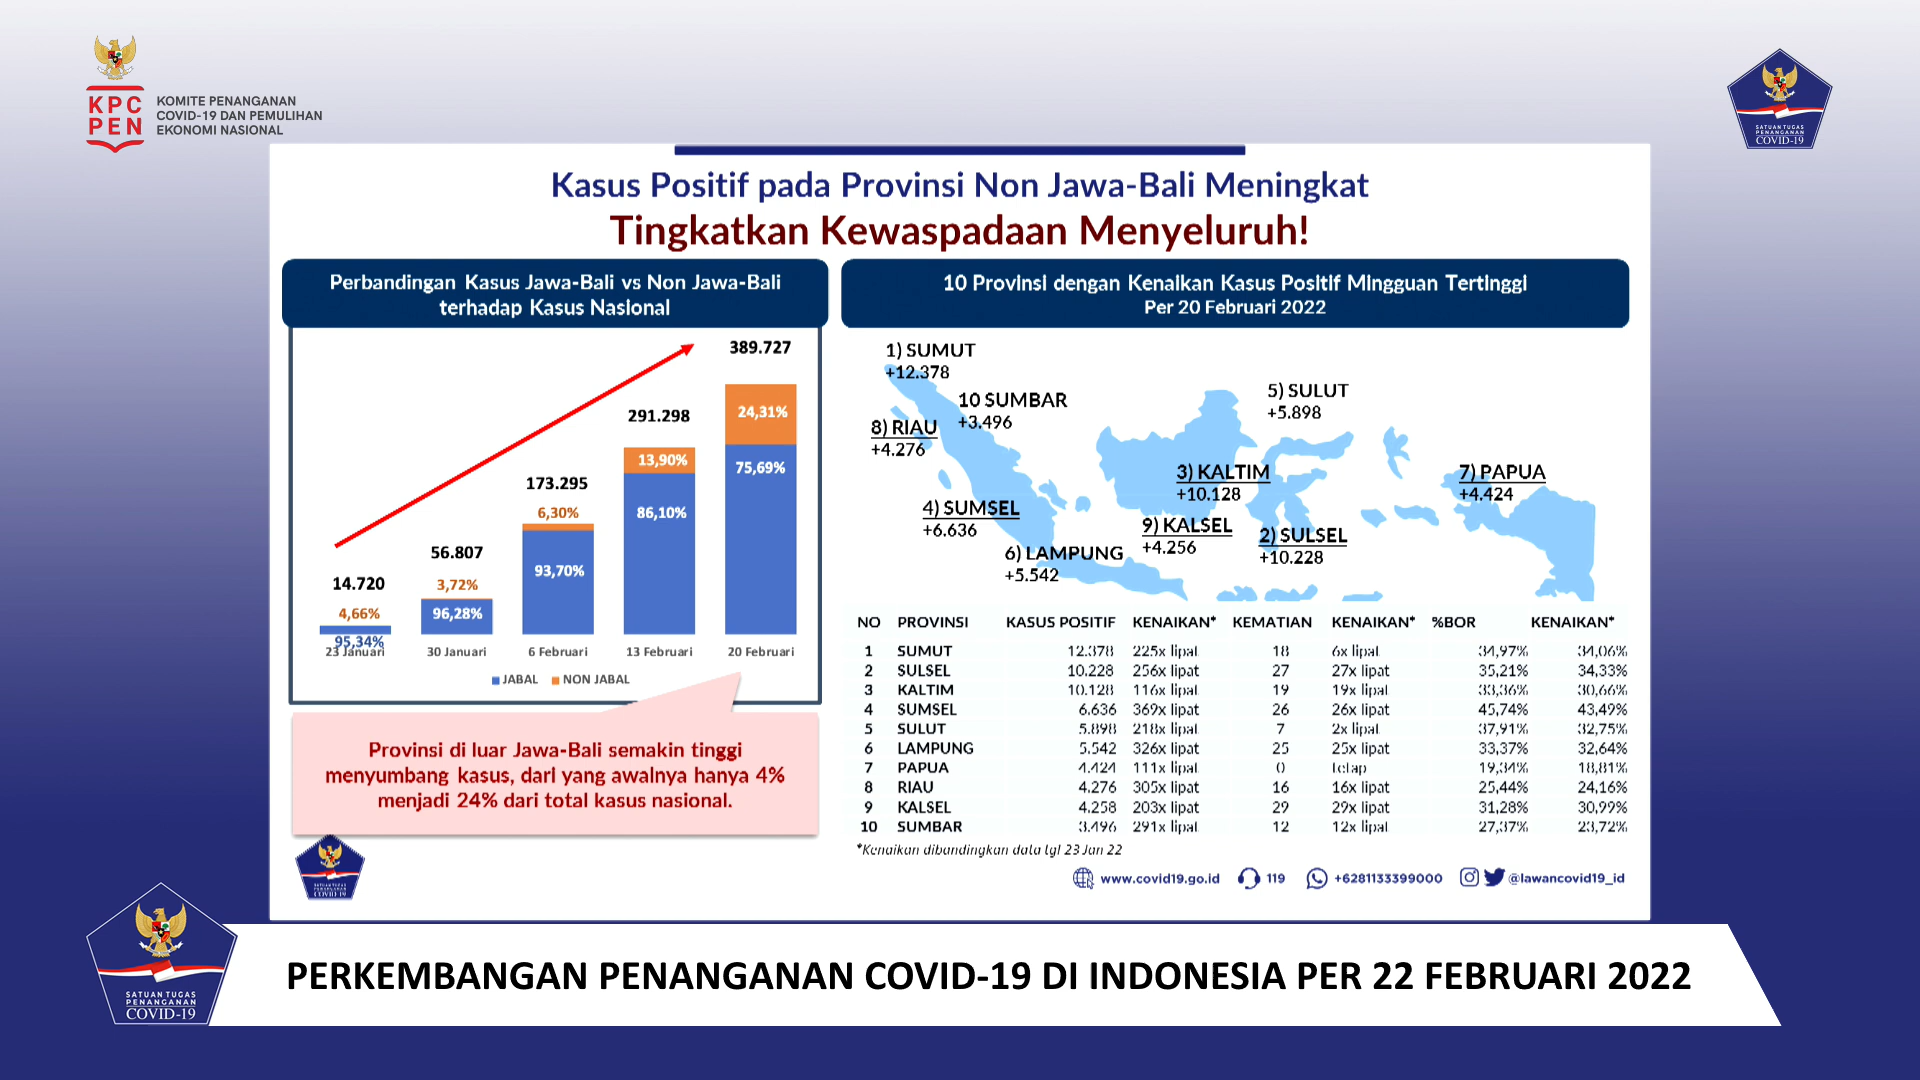 KPC
PEN
KOMITE PENANGANAN
COVID-19 DAN PEMULIHAN
EKONOMI NASIONAL
SATUAN TUGAS
PENANGANAN
COVID-19
Kasus Positif pada Provinsi Non Jawa-Bali Meningkat
Tingkatkan Kewaspadaan Menyeluruh!
Perbandingan Kasus Jawa-Bali vs Non Jawa-Bali
terhadap Kasus Nasional
389.727
291.298
24,31%
13,90%
75,69%
173.295
6,30%
86,10%
56.807
93,70%
14.720
3,72%
4,66%
96,28%
95,34%
23 Januari 30 Januari 6 Februari 13 Februari 20 Februari
JABAL NON JABAL
Provinsi di luar Jawa-Bali semakin tinggi
menyumbang kasus, dari yang awalnya hanya 4%
menjadi 24% dari total kasus nasional.
10 Provinsi dengan Kenaikan Kasus Positif Mingguan Tertinggi
Per 20 Februari 2022
1) SUMUT
+12.378
10 SUMBAR
+3.496
5) SULUT
+5.898
8) RIAU
+4.276
3) KALTIM
+10.128
7) PAPUA
+4.424
4) SUMSEL
+6.636
9) KALSEL
+4.256
2) SULSEL
+10.228
6) LAMPUNG
+5.542
NO PROVINSI KASUS POSITIF KENAIKAN* KEMATIAN KENAIKAN* %BOR KENAIKAN*
1 SUMUT 12.378 225x lipat 18 6x lipat 34,97% 34,06%
2 SULSEL 10.228 256x lipat 27 27x lipat 35,21% 34,33%
3 KALTIM 10.128 116x lipat 19 19x lipat 33,36% 30,66%
4 SUMSEL 6.636 369x lipat 26 26x lipat 45,74% 43,49%
5 SULUT 5.898 218x lipat 7 2x lipat 37,91% 32,75%
6 LAMPUNG 5.542 326x lipat 25 25x lipat 33,37% 32,64%
7 PAPUA 4.424 111x lipat 0 Tetap 19,34% 18,81%
8 RIAU 4.276 305x lipat 16 16x lipat 25,44% 24,16%
9 KALSEL 4.258 203x lipat 29 29x lipat 31,28% 30,99%
10 SUMBAR 3.496 291x lipat 12 12x lipat 27,37% 23,72%
*Kenaikan dibandingkan data tgl 23 Jan 22
www.covid19.go.id 119 +6281133399000 @lawancovid19_id
SATUAN TUGAS
PENANGANAN
COVID-19
SATUAN TUGAS
PENANGANAN
COVID-19
PERKEMBANGAN PENANGANAN COVID-19 DI INDONESIA PER 22 FEBRUARI 2022